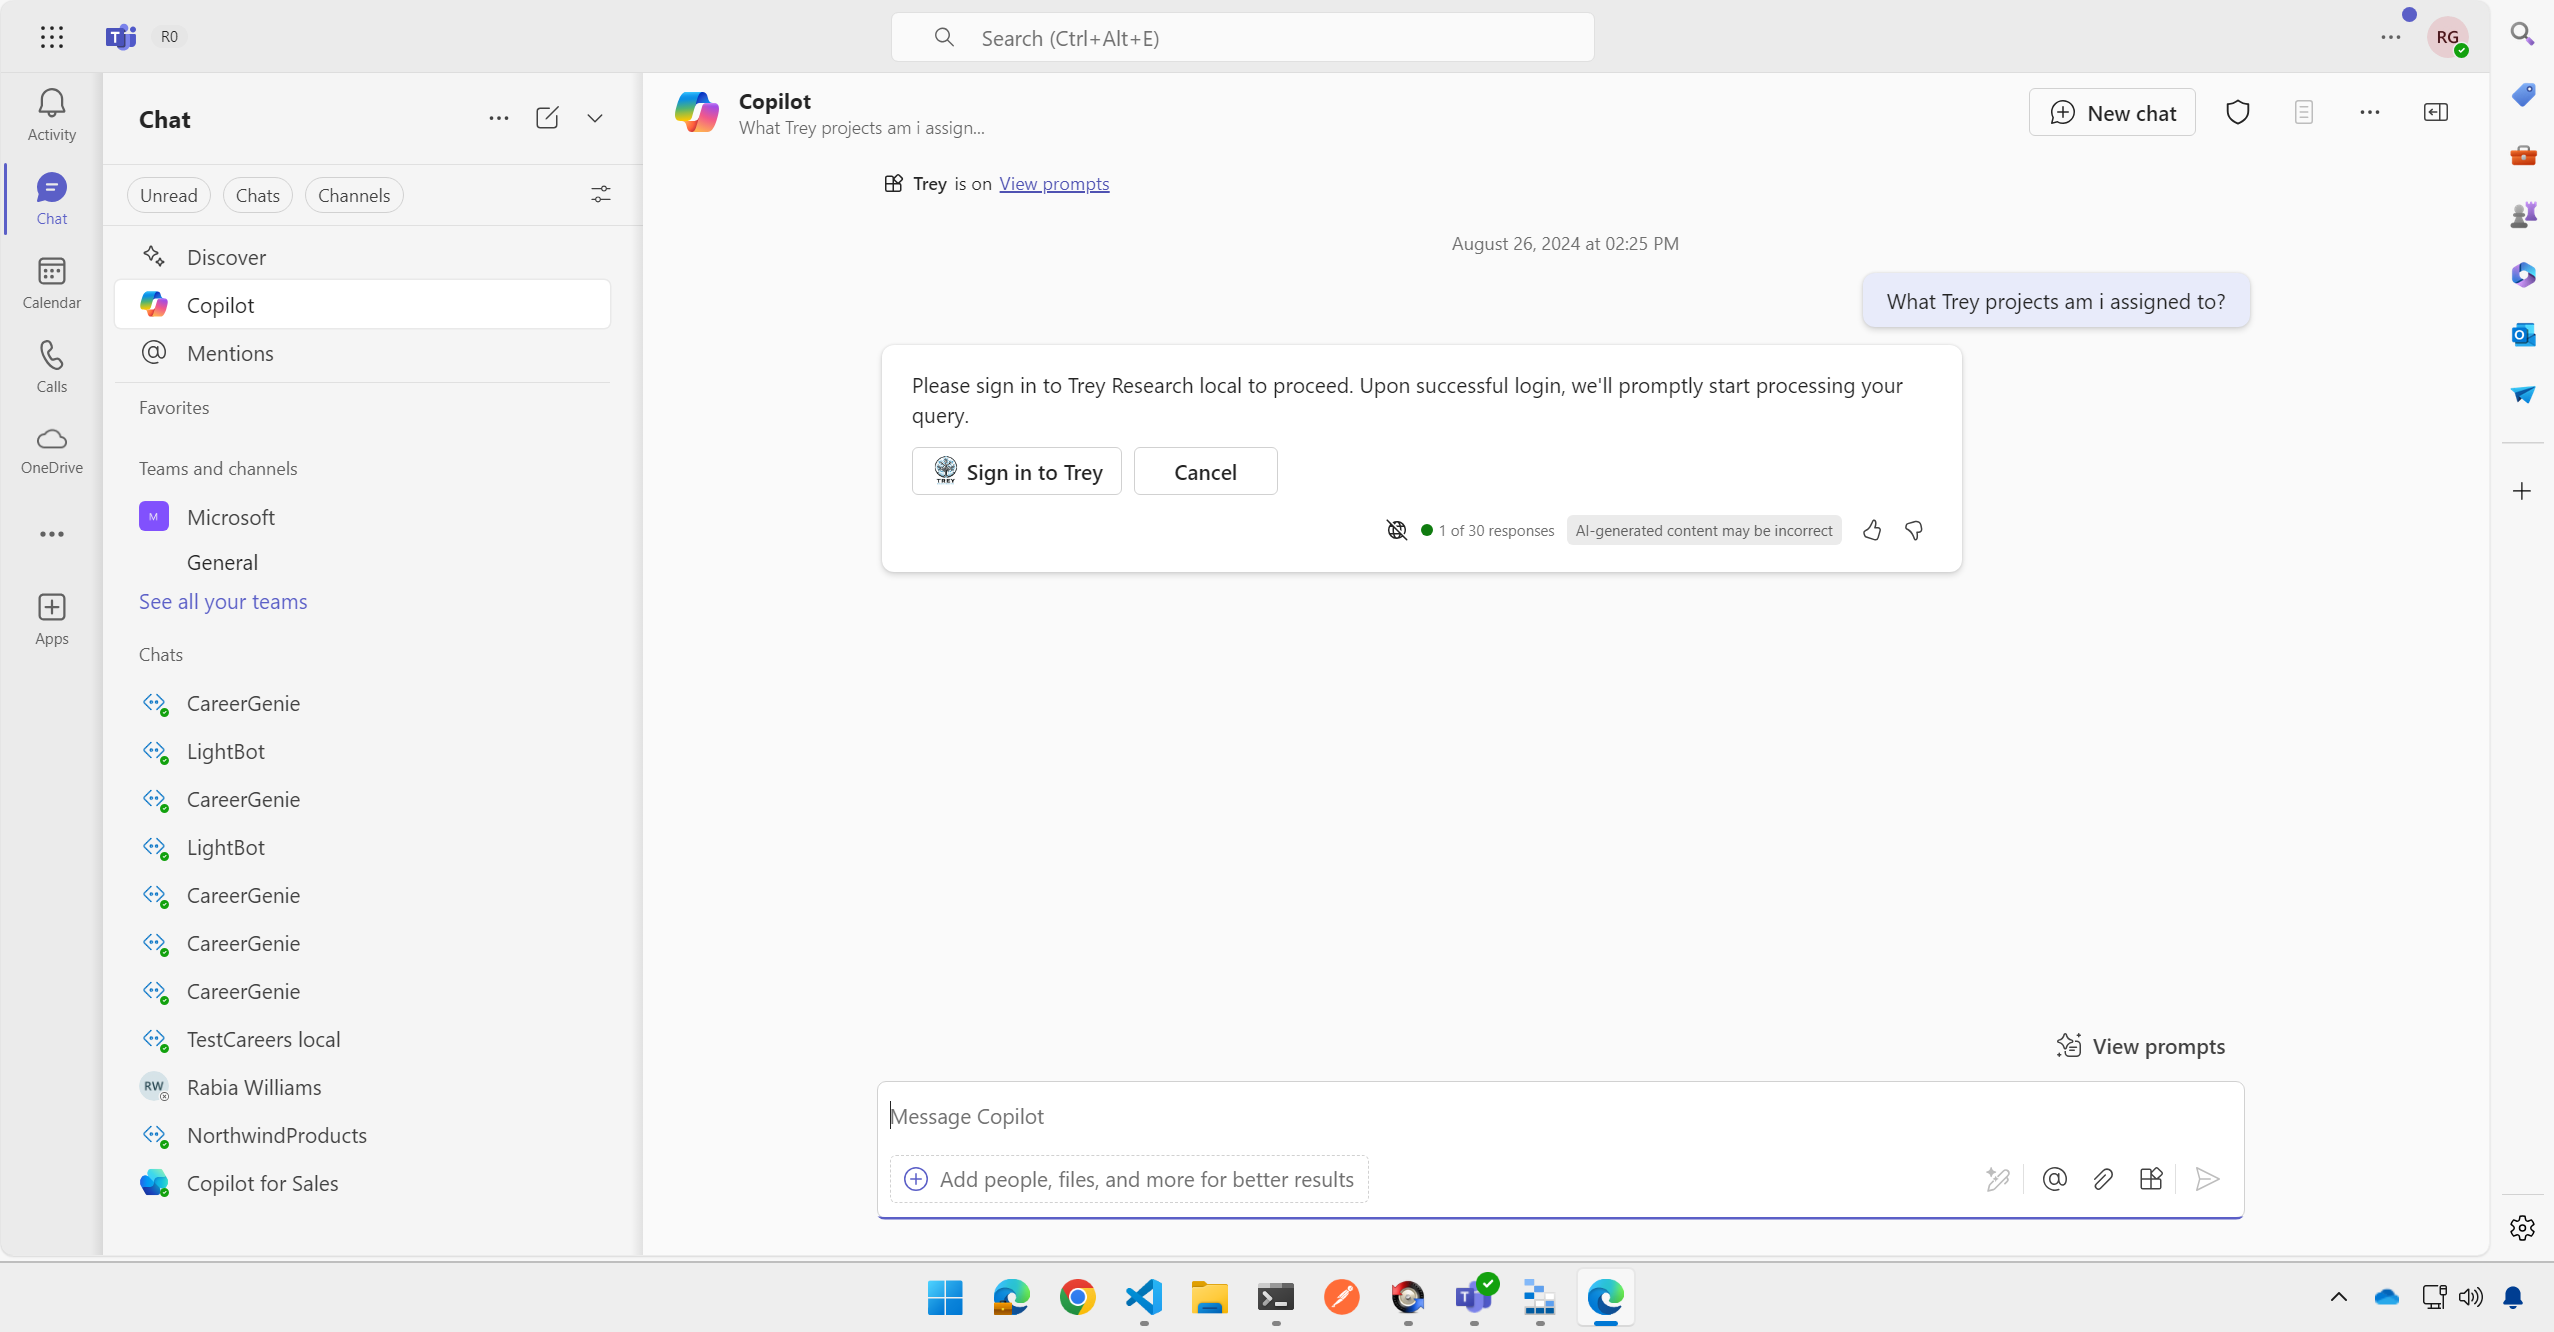 R0
Search (Ctrl+Alt+E)
RG
Activity
Chat
Calendar
Calls
OneDrive
Apps
Chat
Unread
Chats
Channels
Discover
Copilot
Mentions
Favorites
Teams and channels
M
Microsoft
General
See all your teams
Chats
CareerGenie
LightBot
CareerGenie
LightBot
CareerGenie
CareerGenie
CareerGenie
TestCareers local
RW
Rabia Williams
NorthwindProducts
Copilot for Sales
Copilot
What Trey projects am i assign...
New chat
Trey is on View prompts
August 26, 2024 at 02:25 PM
What Trey projects am i assigned to?
Please sign in to Trey Research local to proceed. Upon successful login, we'll promptly start processing your
query.
TREY
Sign in to Trey
Cancel
1 of 30 responses
AI-generated content may be incorrect
View prompts
Message Copilot
Add people, files, and more for better results